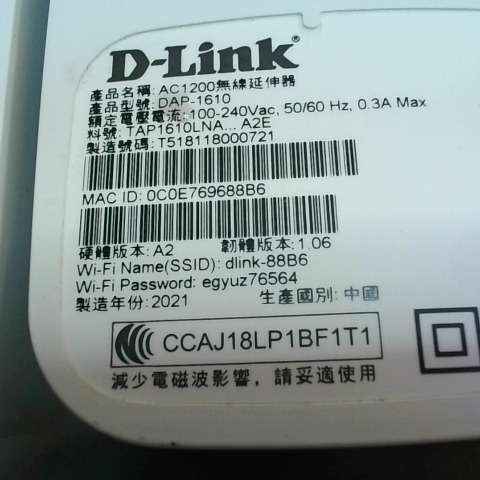 D-Link®
產品名稱: AC1200無線延伸器
產品型號: DAP-1610
額定電壓電流: 100-240Vac, 50/60 Hz, 0.3A Max
料號: TAP1610LNA... A2E
製造號碼: T518118000721
MAC ID: 0C0E769688B6
硬體版本: A2 韌體版本: 1.06
Wi-Fi Name(SSID): dlink-88B6
Wi-Fi Password: egyuz76564
製造年份: 2021 生產國別: 中國
CCAJ18LP1BF1T1
減少電磁波影響，請妥適使用